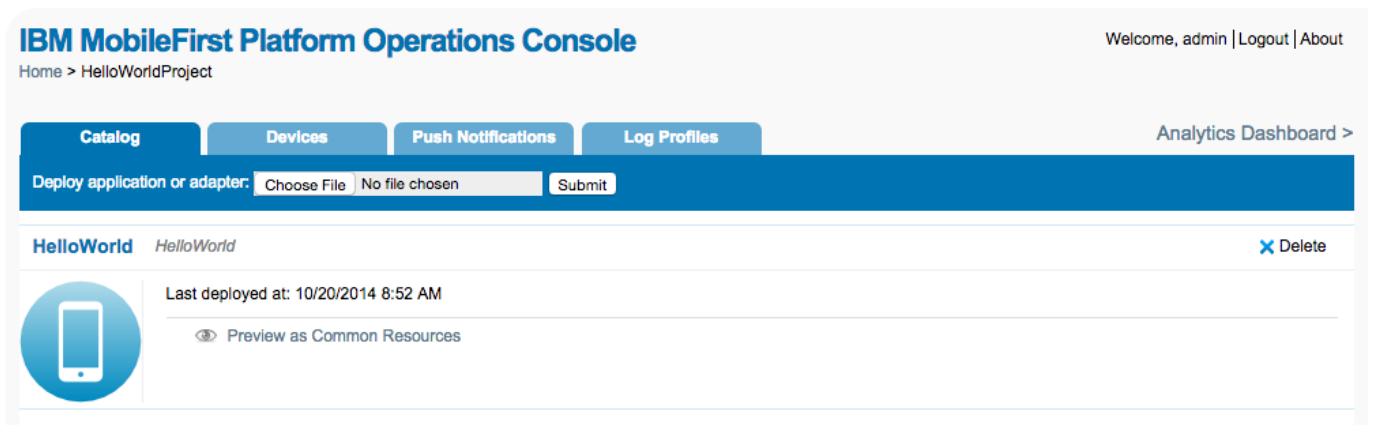 IBM MobileFirst Platform Operations Console
Welcome, admin | Logout | About
Home > HelloWorldProject
Catalog Devices Push Notifications Log Profiles Analytics Dashboard >
Deploy application or adapter: Choose File No file chosen Submit
HelloWorld HelloWorld Delete
Last deployed at: 10/20/2014 8:52 AM
Preview as Common Resources